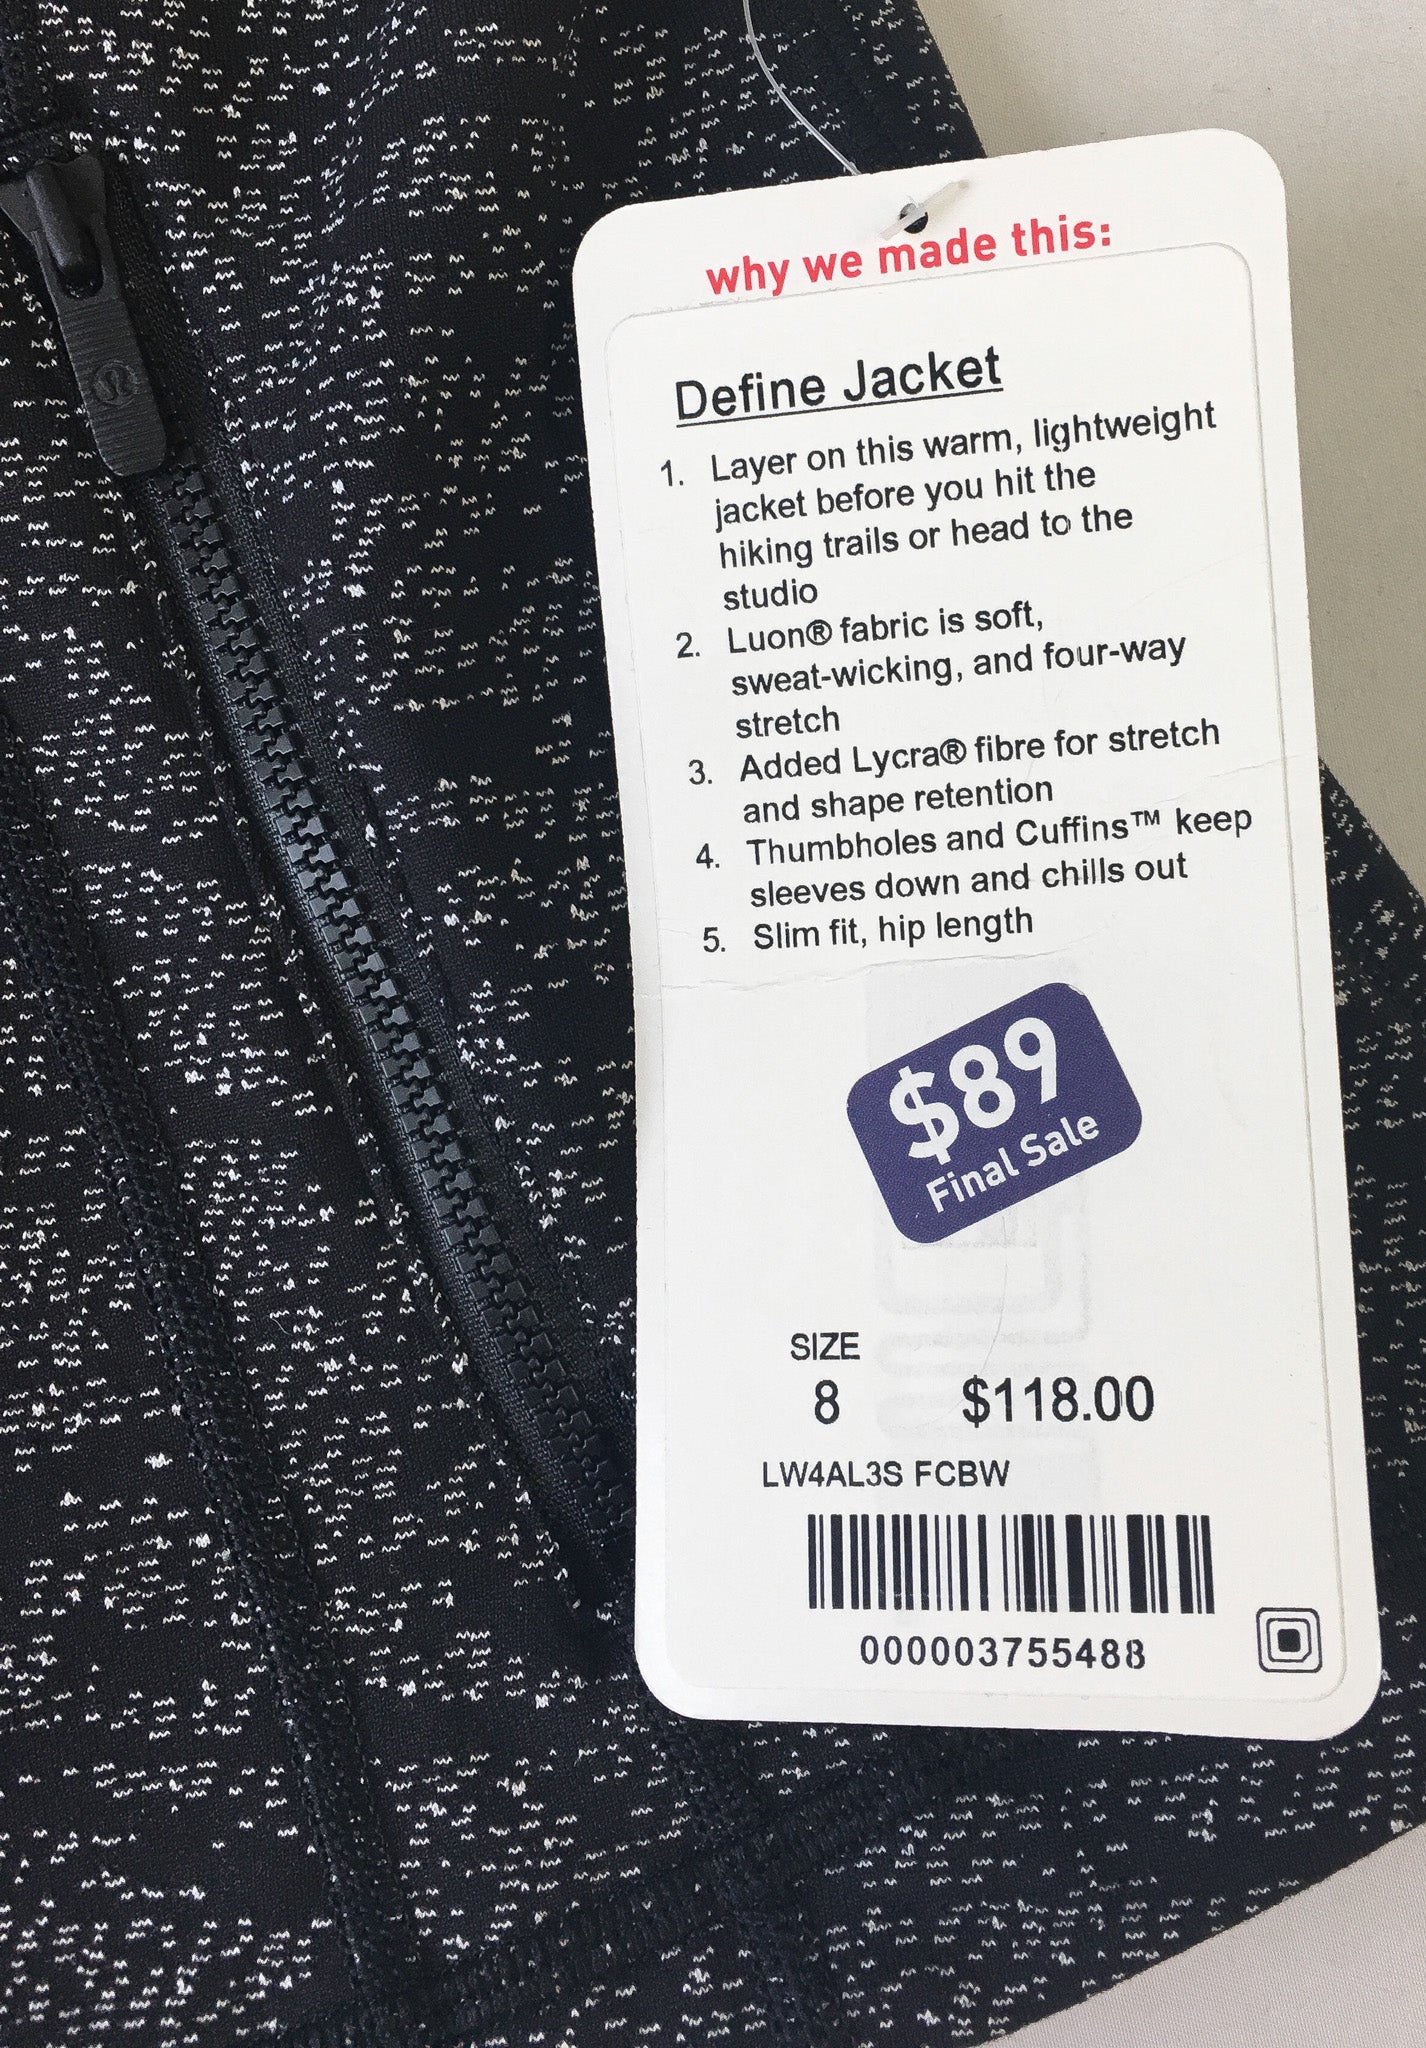 why we made this:
Define Jacket
1. Layer on this warm, lightweight
jacket before you hit the
hiking trails or head to the
studio
2. Luon® fabric is soft,
sweat-wicking, and four-way
stretch
3. Added Lycra® fibre for stretch
and shape retention
4. Thumbholes and Cuffins™ keep
sleeves down and chills out
5. Slim fit, hip length
$89
Final Sale
SIZE
8 $118.00
LW4AL3S FCBW
000003755488